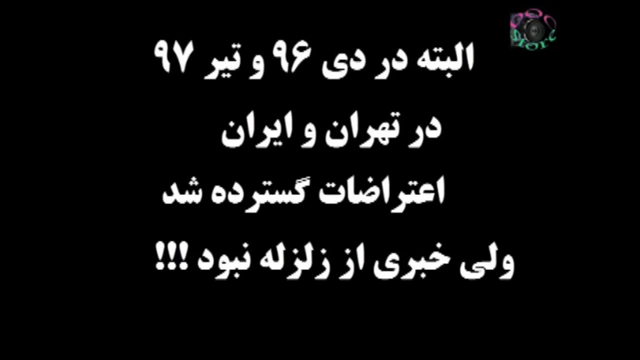 البته در دی ۹۶ و تیر ۹۷
در تهران و ایران
اعتراضات گسترده شد
ولی خبری از زلزله نبود !!!